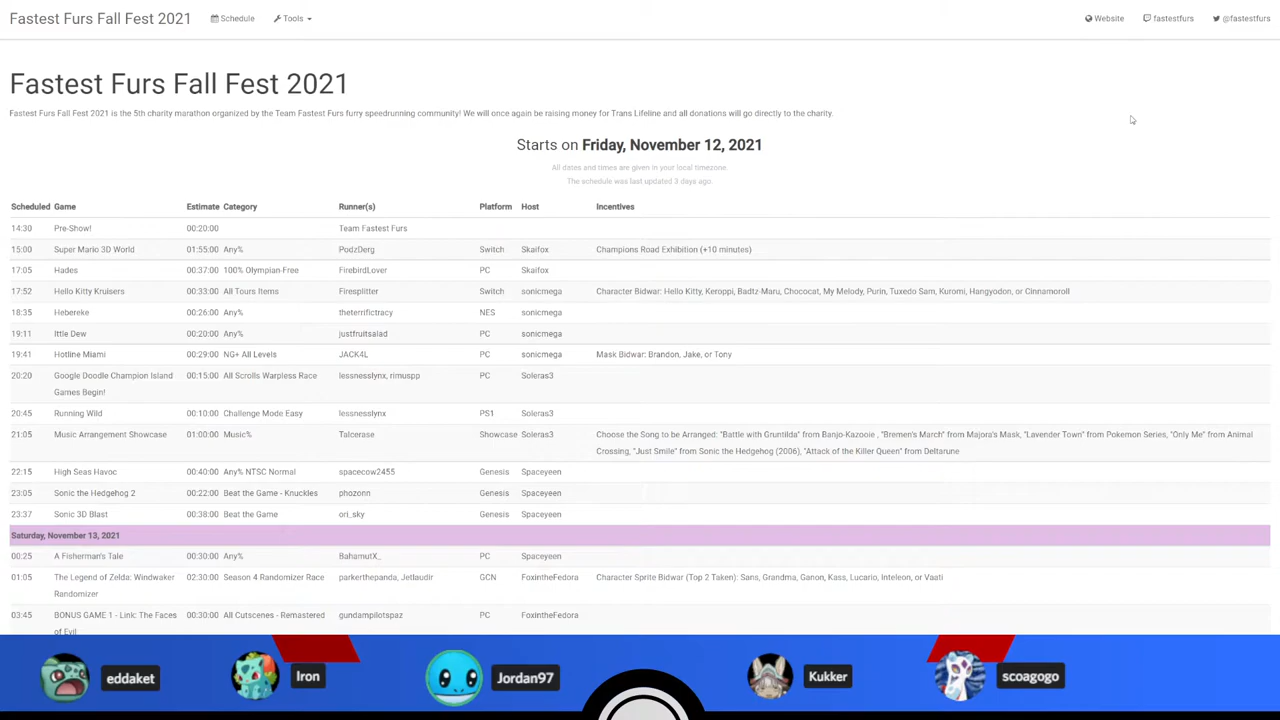 Fastest Furs Fall Fest 2021 Schedule Tools Website fastestfurs @fastestfurs
Fastest Furs Fall Fest 2021
Fastest Furs Fall Fest 2021 is the 5th charity marathon organized by the Team Fastest Furs furry speedrunning community! We will once again be raising money for Trans Lifeline and all donations will go directly to the charity.
Starts on Friday, November 12, 2021
All dates and times are given in your local timezone.
The schedule was last updated 3 days ago.
Scheduled Game Estimate Category Runner(s) Platform Host Incentives
14:30 Pre-Show! 00:20:00 Team Fastest Furs
15:00 Super Mario 3D World 01:55:00 Any% PodzDerg Switch Skaifox Champions Road Exhibition (+10 minutes)
17:05 Hades 00:37:00 100% Olympian-Free FirebirdLover PC Skaifox
17:52 Hello Kitty Kruisers 00:33:00 All Tours Items Firesplitter Switch sonicmega Character Bidwar: Hello Kitty, Keroppi, Badtz-Maru, Chococat, My Melody, Purin, Tuxedo Sam, Kuromi, Hangyodon, or Cinnamoroll
18:35 Hebereke 00:26:00 Any% theterrifictracy NES sonicmega
19:11 Ittle Dew 00:20:00 Any% justfruitsalad PC sonicmega
19:41 Hotline Miami 00:29:00 NG+ All Levels JACK4L PC sonicmega Mask Bidwar: Brandon, Jake, or Tony
20:20 Google Doodle Champion Island 00:15:00 All Scrolls Warpless Race lessnesslynx, rimuspp PC Soleras3
Games Begin!
20:45 Running Wild 00:10:00 Challenge Mode Easy lessnesslynx PS1 Soleras3
21:05 Music Arrangement Showcase 01:00:00 Music% Talcerase Showcase Soleras3 Choose the Song to be Arranged: "Battle with Gruntilda" from Banjo-Kazooie , "Bremen's March" from Majora's Mask, "Lavender Town" from Pokemon Series, "Only Me" from Animal
Crossing, "Just Smile" from Sonic the Hedgehog (2006), "Attack of the Killer Queen" from Deltarune
22:15 High Seas Havoc 00:40:00 Any% NTSC Normal spacecow2455 Genesis Spaceyeen
23:05 Sonic the Hedgehog 2 00:22:00 Beat the Game - Knuckles phozonn Genesis Spaceyeen
23:37 Sonic 3D Blast 00:38:00 Beat the Game ori_sky Genesis Spaceyeen
Saturday, November 13, 2021
00:25 A Fisherman's Tale 00:30:00 Any% BahamutX_ PC Spaceyeen
01:05 The Legend of Zelda: Windwaker 02:30:00 Season 4 Randomizer Race parkerthepanda, Jetlaudir GCN FoxintheFedora Character Sprite Bidwar (Top 2 Taken): Sans, Grandma, Ganon, Kass, Lucario, Inteleon, or Vaati
Randomizer
03:45 BONUS GAME 1 - Link: The Faces 00:30:00 All Cutscenes - Remastered gundampilotspaz PC FoxintheFedora
of Evil
eddaket Iron Jordan97 Kukker scoagogo